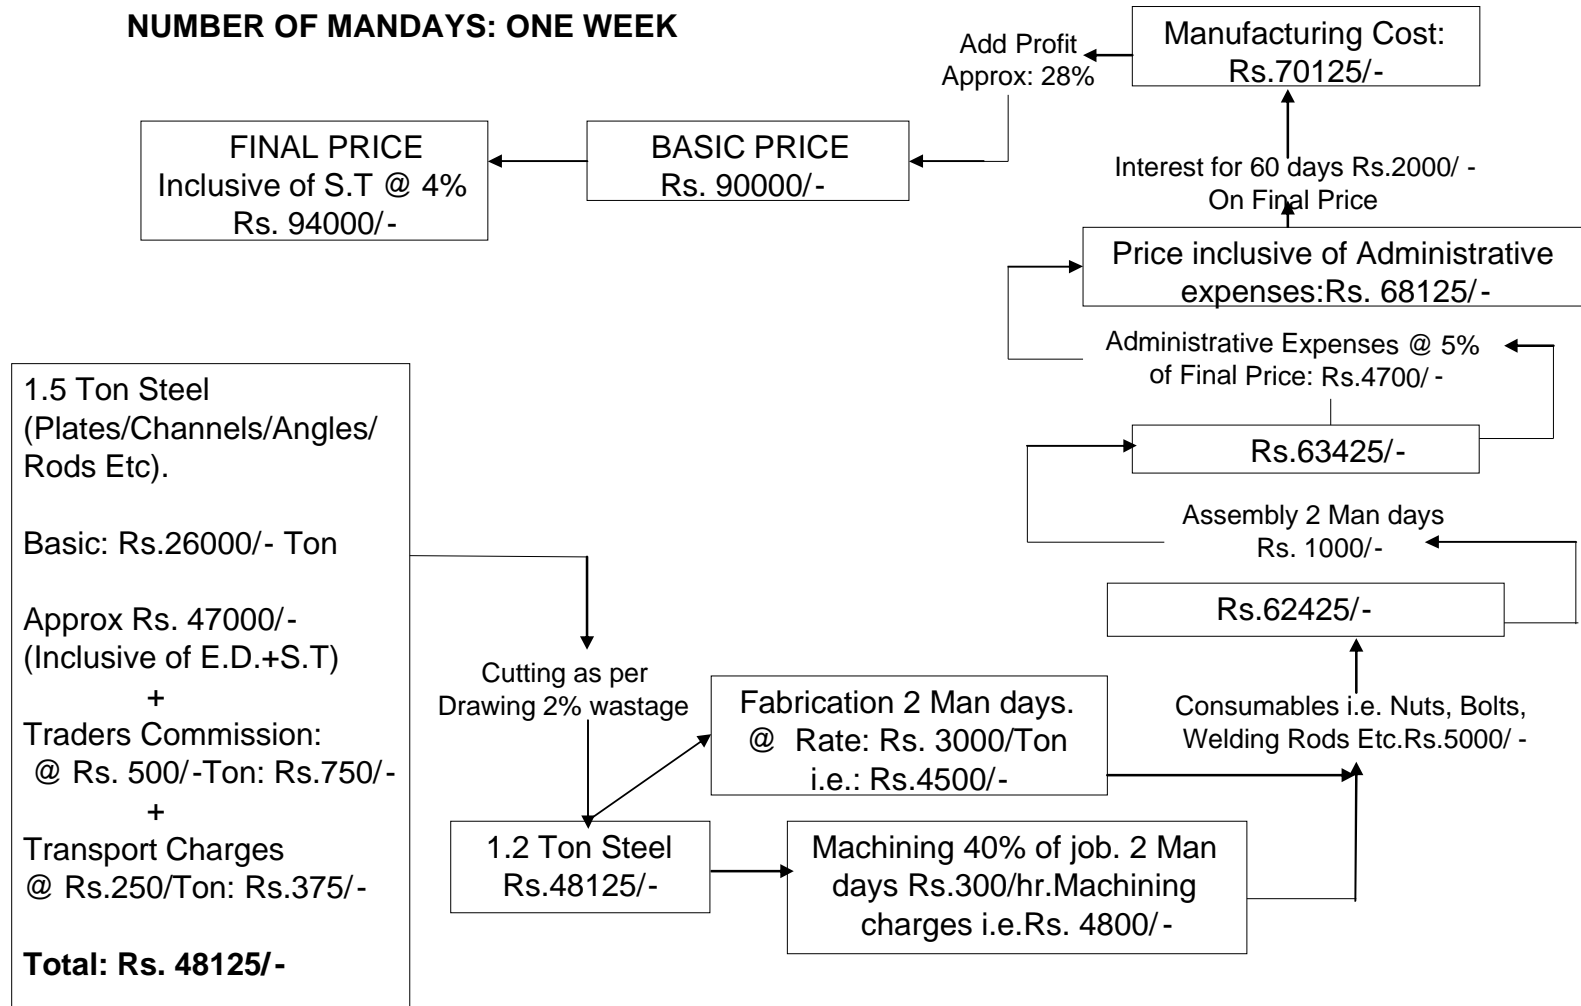 NUMBER OF MANDAYS: ONE WEEK
1.5 Ton Steel
(Plates/Channels/Angles/
Rods Etc).
Basic: Rs.26000/- Ton
Approx Rs. 47000/-
(Inclusive of E.D.+S.T)
+
Traders Commission:
@ Rs. 500/-Ton: Rs.750/-
+
Transport Charges
@ Rs.250/Ton: Rs.375/-
Total: Rs. 48125/-
Cutting as per
Drawing 2% wastage
1.2 Ton Steel
Rs.48125/-
Fabrication 2 Man days.
@ Rate: Rs. 3000/Ton
i.e.: Rs.4500/-
Machining 40% of job. 2 Man
days Rs.300/hr.Machining
charges i.e.Rs. 4800/-
Consumables i.e. Nuts, Bolts,
Welding Rods Etc.Rs.5000/ -
Rs.62425/-
Assembly 2 Man days
Rs. 1000/-
Rs.63425/-
Administrative Expenses @ 5%
of Final Price: Rs.4700/ -
Price inclusive of Administrative
expenses:Rs. 68125/-
Interest for 60 days Rs.2000/ -
On Final Price
Manufacturing Cost:
Rs.70125/-
Add Profit
Approx: 28%
BASIC PRICE
Rs. 90000/-
FINAL PRICE
Inclusive of S.T @ 4%
Rs. 94000/-